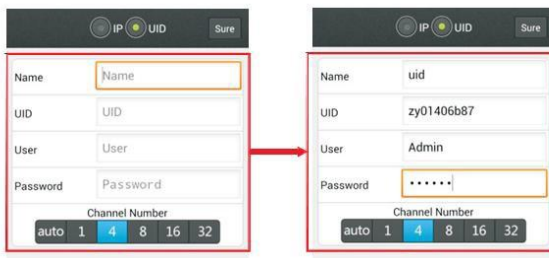 IP UID Sure
Name Name
UID UID
User User
Password Password
Channel Number
auto 1 4 8 16 32
IP UID Sure
Name uid
UID zy01406b87
User Admin
Password ••••••
Channel Number
auto 1 4 8 16 32